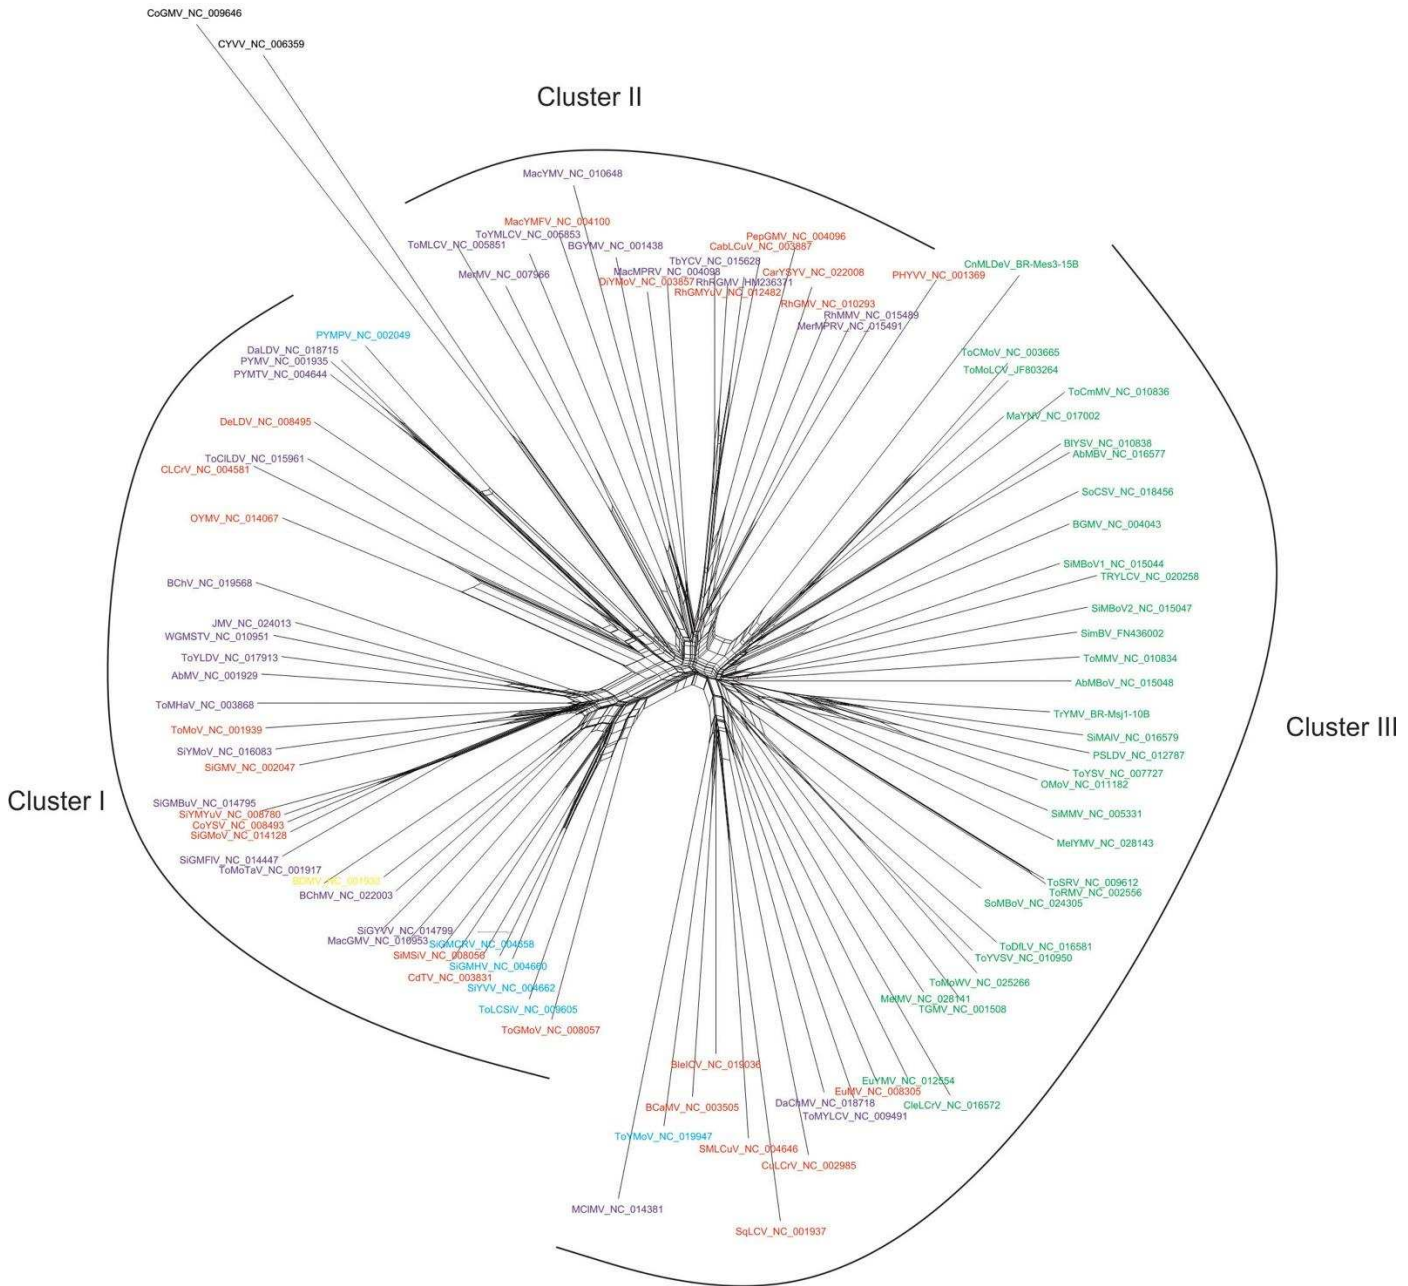 CoGMV_NC_009646
CYVV_NC_006359
Cluster II
MacYMV_NC_010648
MacYMFV_NC_004100
ToYMLCV_NC_005853
ToMLCV_NC_005851
BGYMV_NC_001438
MerMV_NC_007966
PepGMV_NC_004096
CabLCuV_NC_003887
TbYCV_NC_015628
MacMPRV_NC_004098
DiYMoV_NC_003857
RhRGMV_HM236371
RhGMYuV_NC_012482
CarYSYV_NC_022008
PHYVV_NC_001369
RhGMV_NC_010293
RhMMV_NC_015489
MerMPRV_NC_015491
CnMLDeV_BR-Mes3-15B
PYMPV_NC_002049
DaLDV_NC_018715
PYMV_NC_001935
PYMTV_NC_004644
DeLDV_NC_008495
ToClLDV_NC_015961
CLCrV_NC_004581
OYMV_NC_014067
BChV_NC_019568
JMV_NC_024013
WGMSTV_NC_010951
ToYLDV_NC_017913
AbMV_NC_001929
ToMHaV_NC_003868
ToMoV_NC_001939
SiYMoV_NC_016083
SiGMV_NC_002047
Cluster I
SiGMBuV_NC_014795
SiYMYuV_NC_008780
CoYSV_NC_008493
SiGMoV_NC_014128
SiGMFlV_NC_014447
ToMoTaV_NC_001917
BChMV_NC_022003
SiGYVV_NC_014799
MacGMV_NC_010953
SiGMCRV_NC_004658
SiMSiV_NC_008056
SiGMHV_NC_004660
CdTV_NC_003831
SiYVV_NC_004662
ToLCSiV_NC_009605
ToGMoV_NC_008057
ToCMoV_NC_003665
ToMoLCV_JF803264
ToCmMV_NC_010836
MaYNV_NC_017002
BlYSV_NC_010838
AbMBV_NC_016577
SoCSV_NC_018456
BGMV_NC_004043
SiMBoV1_NC_015044
TRYLCV_NC_020258
SiMBoV2_NC_015047
SimBV_FN436002
ToMMV_NC_010834
AbMBoV_NC_015048
TrYMV_BR-Msj1-10B
Cluster III
SiMAlV_NC_016579
PSLDV_NC_012787
ToYSV_NC_007727
OMoV_NC_011182
SiMMV_NC_005331
MelYMV_NC_028143
ToSRV_NC_009612
ToRMV_NC_002556
SoMBoV_NC_024305
ToDfLV_NC_016581
ToYVSV_NC_010950
ToMoWV_NC_025266
MelMV_NC_028141
TGMV_NC_001508
BleICV_NC_019036
EuYMV_NC_012554
EuMV_NC_008305
CleLCrV_NC_016572
DaChMV_NC_018718
ToMYLCV_NC_009491
BCaMV_NC_003505
ToYMoV_NC_019947
SMLCuV_NC_004646
CuLCrV_NC_002985
MClMV_NC_014381
SqLCV_NC_001937